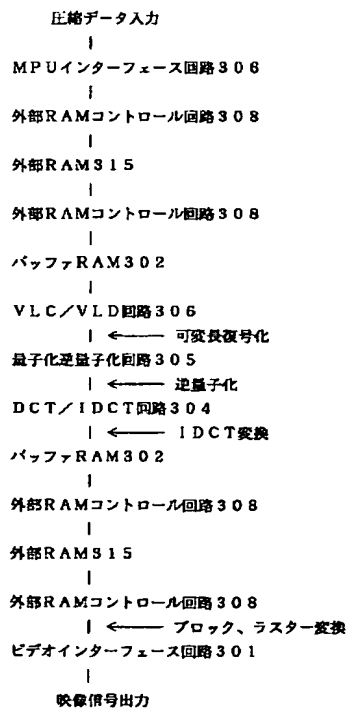 圧縮データ入力
MPUインターフェース回路306
外部RAMコントロール回路308
外部RAM315
外部RAMコントロール回路308
バッファRAM302
VLC/VLD回路306
可変長復号化
量子化逆量子化回路305
逆量子化
DCT/IDCT回路304
IDCT変換
バッファRAM302
外部RAMコントロール回路308
外部RAM315
外部RAMコントロール回路308
ブロック、ラスター変換
ビデオインターフェース回路301
映像信号出力